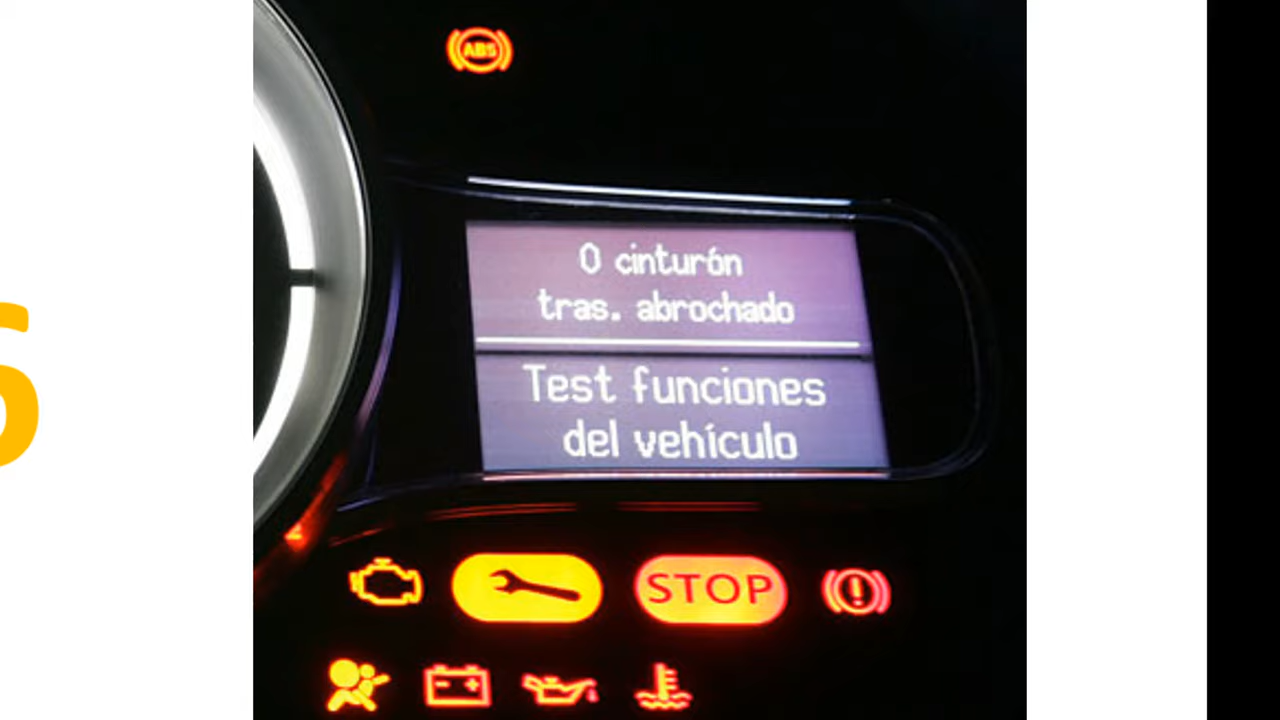 ABS
0 cinturón
tras. abrochado
Test funciones
del vehículo
STOP